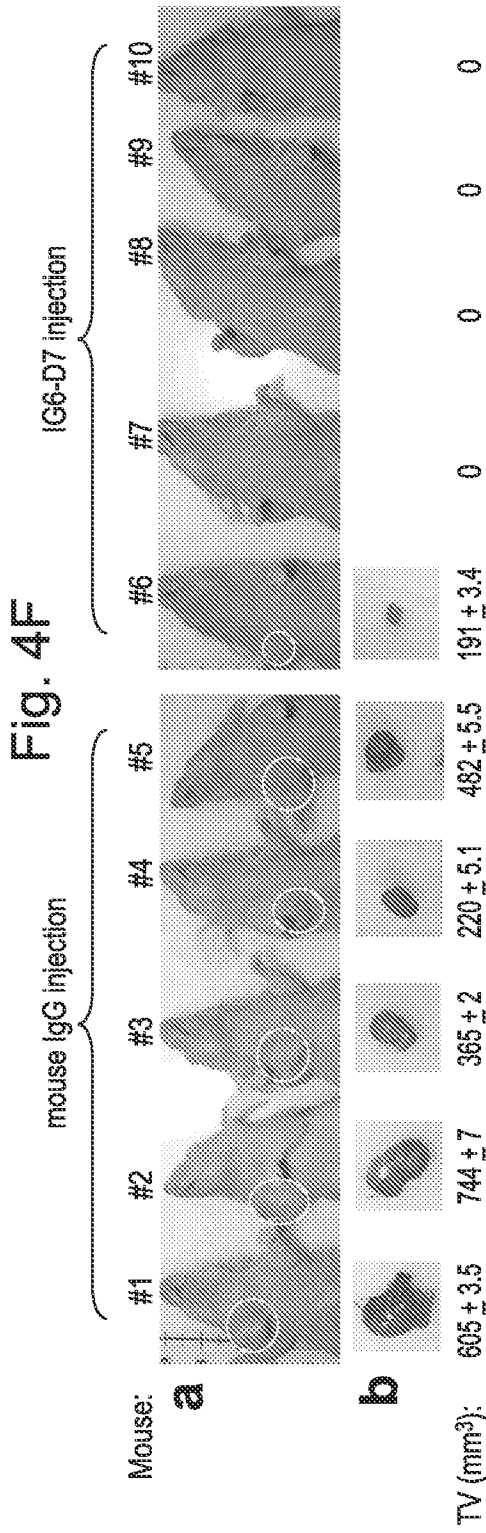 Fig. 4F
mouse IgG injection IG6-D7 injection
Mouse: #1 #2 #3 #4 #5 #6 #7 #8 #9 #10
a
b
TV (mm³): 605 ± 3.5 744 ± 7 365 ± 2 220 ± 5.1 482 ± 5.5 191 ± 3.4 0 0 0 0